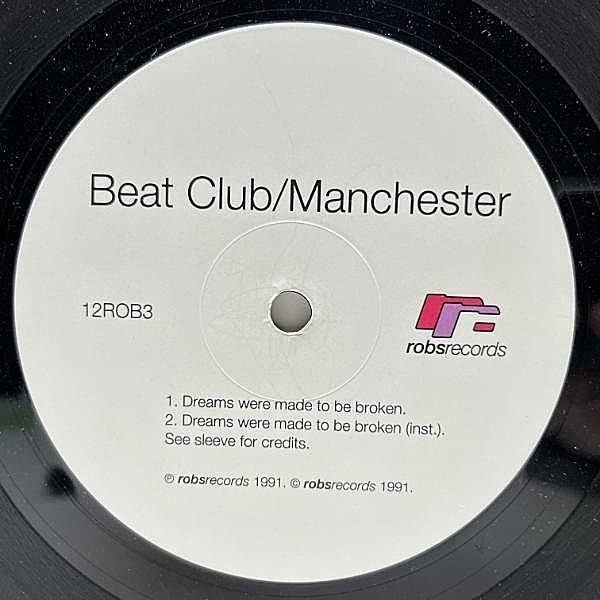 Beat Club/Manchester
12ROB3
robsrecords
1. Dreams were made to be broken.
2. Dreams were made to be broken (inst.).
See sleeve for credits.
℗ robsrecords 1991. © robsrecords 1991.